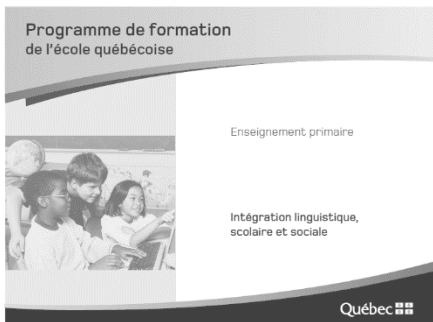 Programme de formation
de l'école québécoise
Enseignement primaire
Intégration linguistique,
scolaire et sociale
Québec